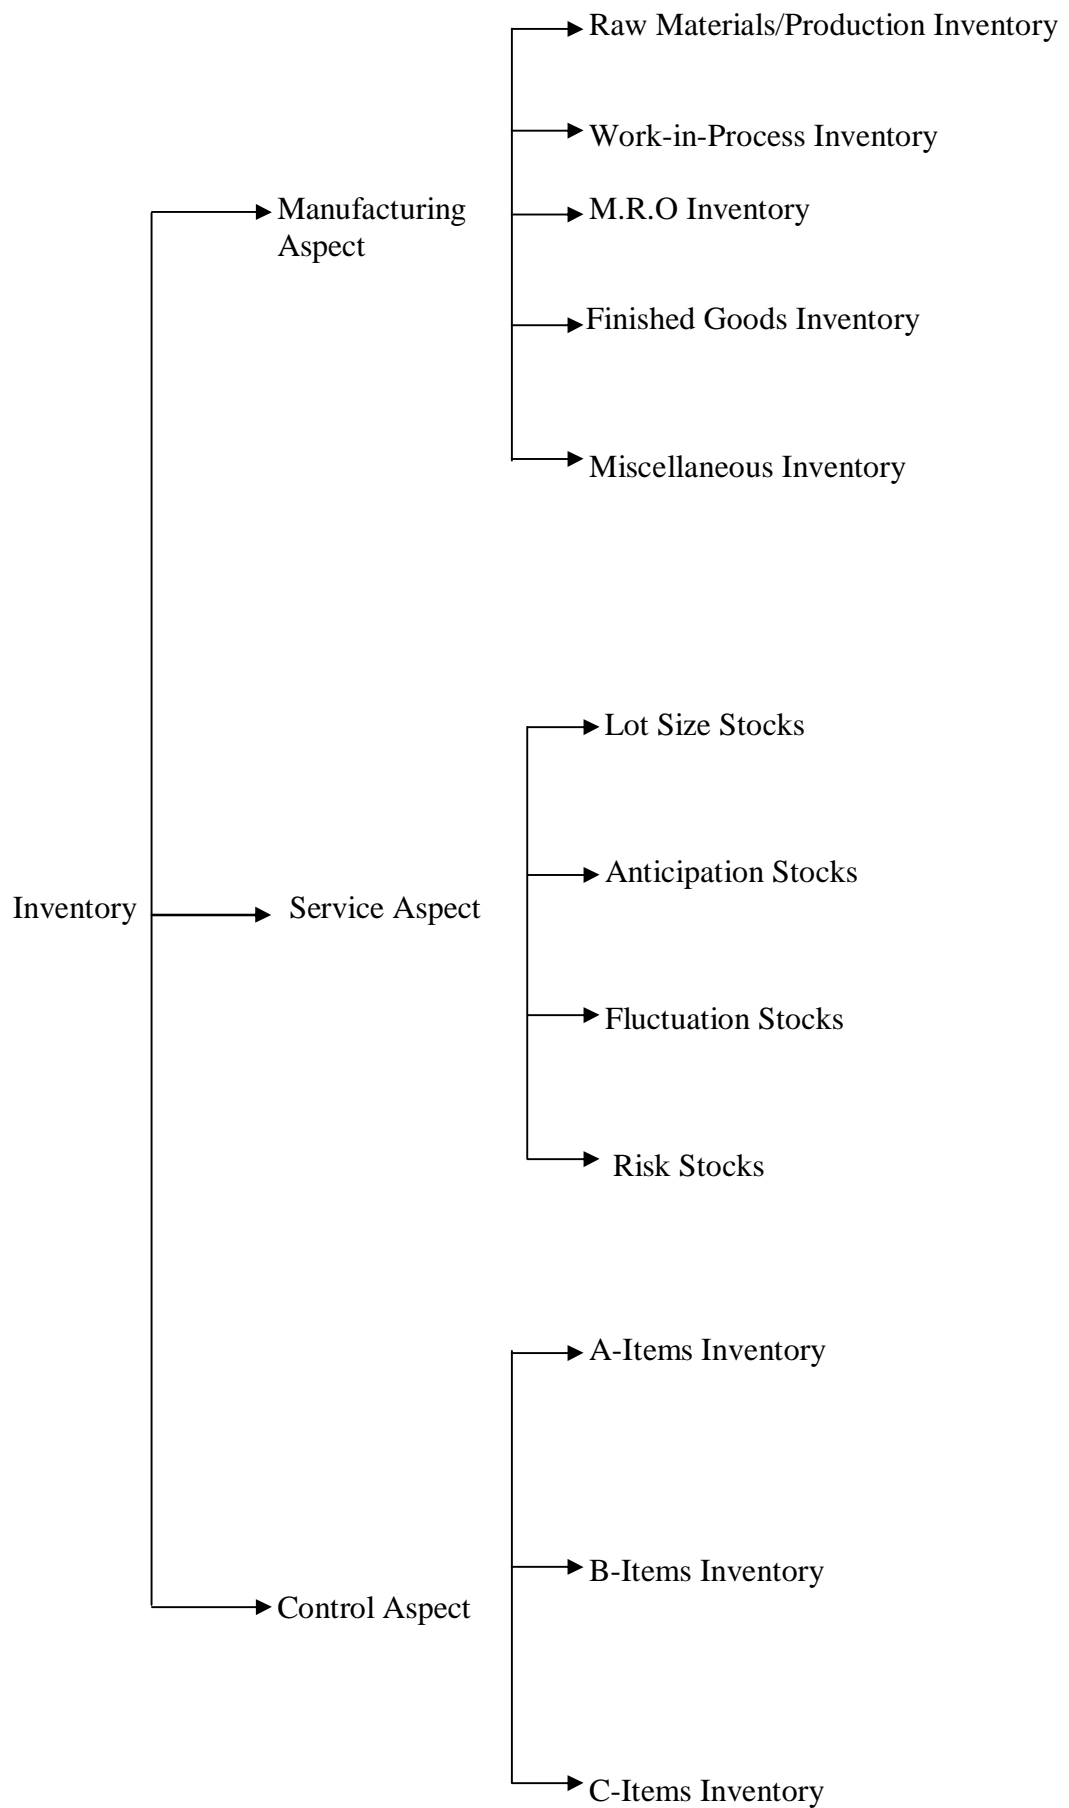 Raw Materials/Production Inventory
Work-in-Process Inventory
Manufacturing
Aspect
M.R.O Inventory
Finished Goods Inventory
Miscellaneous Inventory
Lot Size Stocks
Anticipation Stocks
Inventory
Service Aspect
Fluctuation Stocks
Risk Stocks
A-Items Inventory
B-Items Inventory
Control Aspect
C-Items Inventory